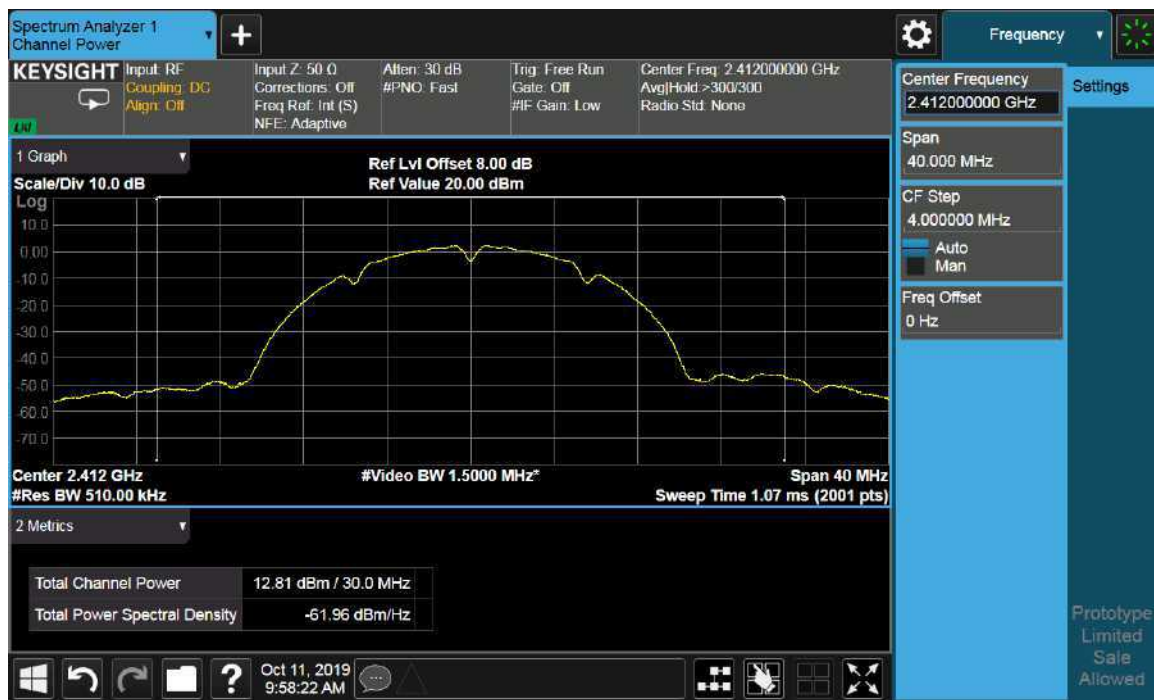 Spectrum Analyzer 1
Channel Power
Frequency
KEYSIGHT
Input: RF
Coupling: DC
Align: Off
Input Z: 50 Ω
Corrections: Off
Freq Ref: Int (S)
NFE: Adaptive
Atten: 30 dB
#PNO: Fast
Trig: Free Run
Gate: Off
#IF Gain: Low
Center Freq: 2.412000000 GHz
Avg|Hold:>300/300
Radio Std: None
LXI
1 Graph
Ref Lvl Offset 8.00 dB
Scale/Div 10.0 dB
Ref Value 20.00 dBm
Log
10.0
0.00
-10.0
-20.0
-30.0
-40.0
-50.0
-60.0
-70.0
Center 2.412 GHz
#Video BW 1.5000 MHz*
Span 40 MHz
#Res BW 510.00 kHz
Sweep Time 1.07 ms (2001 pts)
2 Metrics
Total Channel Power 12.81 dBm / 30.0 MHz
Total Power Spectral Density -61.96 dBm/Hz
Center Frequency
2.412000000 GHz
Settings
Span
40.000 MHz
CF Step
4.000000 MHz
Auto
Man
Freq Offset
0 Hz
Prototype
Limited
Sale
Allowed
?
Oct 11, 2019
9:58:22 AM